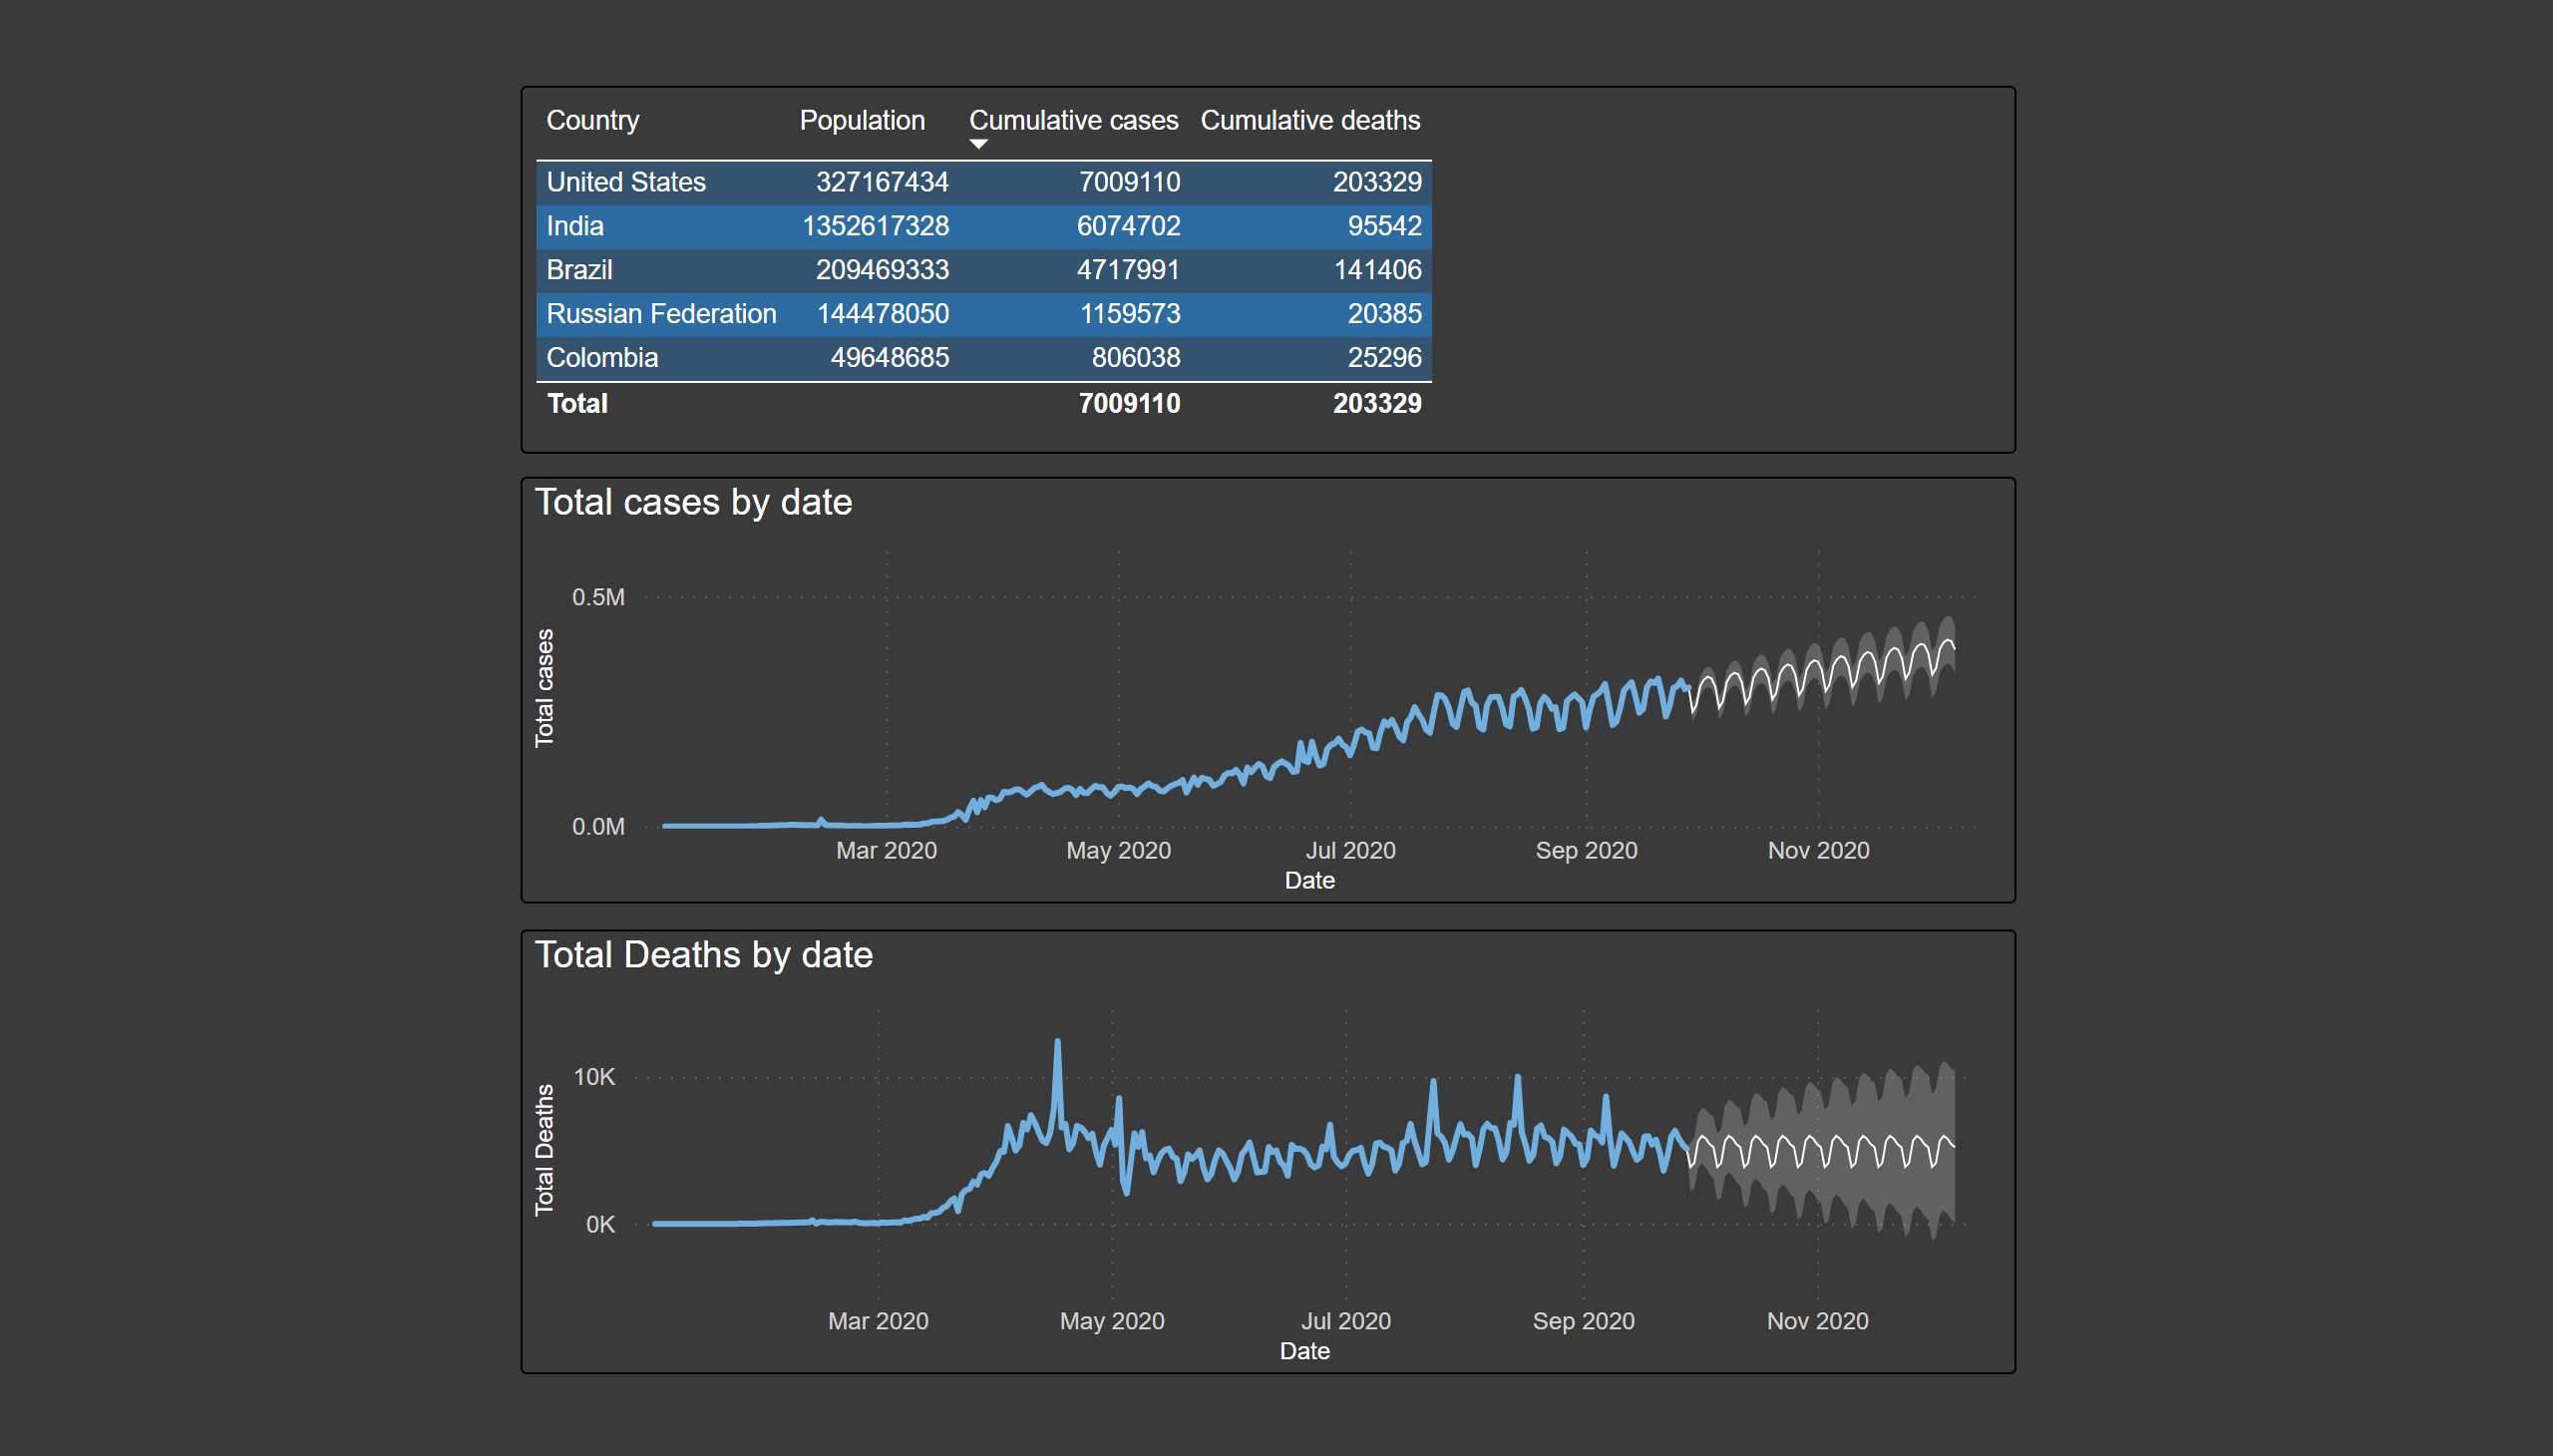 Country Population Cumulative cases Cumulative deaths
United States 327167434 7009110 203329
India 1352617328 6074702 95542
Brazil 209469333 4717991 141406
Russian Federation 144478050 1159573 20385
Colombia 49648685 806038 25296
Total 7009110 203329
Total cases by date
Total cases
0.5M
0.0M
Mar 2020 May 2020 Jul 2020 Sep 2020 Nov 2020
Date
Total Deaths by date
Total Deaths
10K
0K
Mar 2020 May 2020 Jul 2020 Sep 2020 Nov 2020
Date